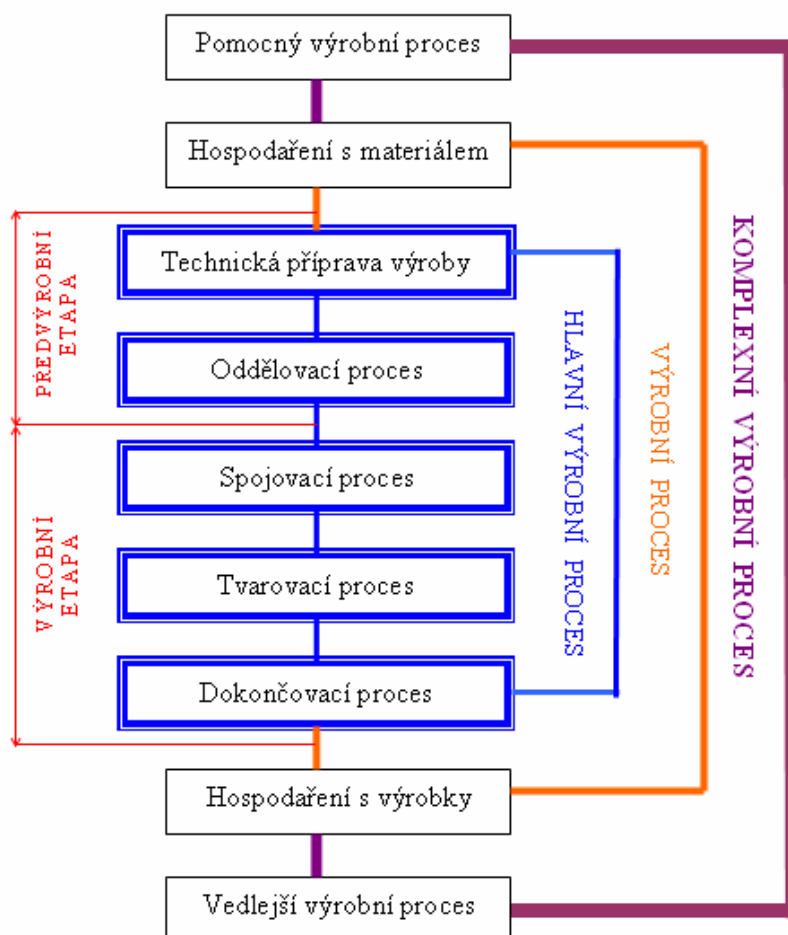 Pomocný výrobní proces
Hospodaření s materiálem
Technická příprava výroby
Oddělovací proces
Spojovací proces
Tvarovací proces
Dokončovací proces
Hospodaření s výrobky
Vedlejší výrobní proces
PŘEDVÝROBNÍ
ETAPA
VÝROBNÍ
ETAPA
HLAVNÍ VÝROBNÍ PROCES
VÝROBNÍ PROCES
KOMPLEXNÍ VÝROBNÍ PROCES